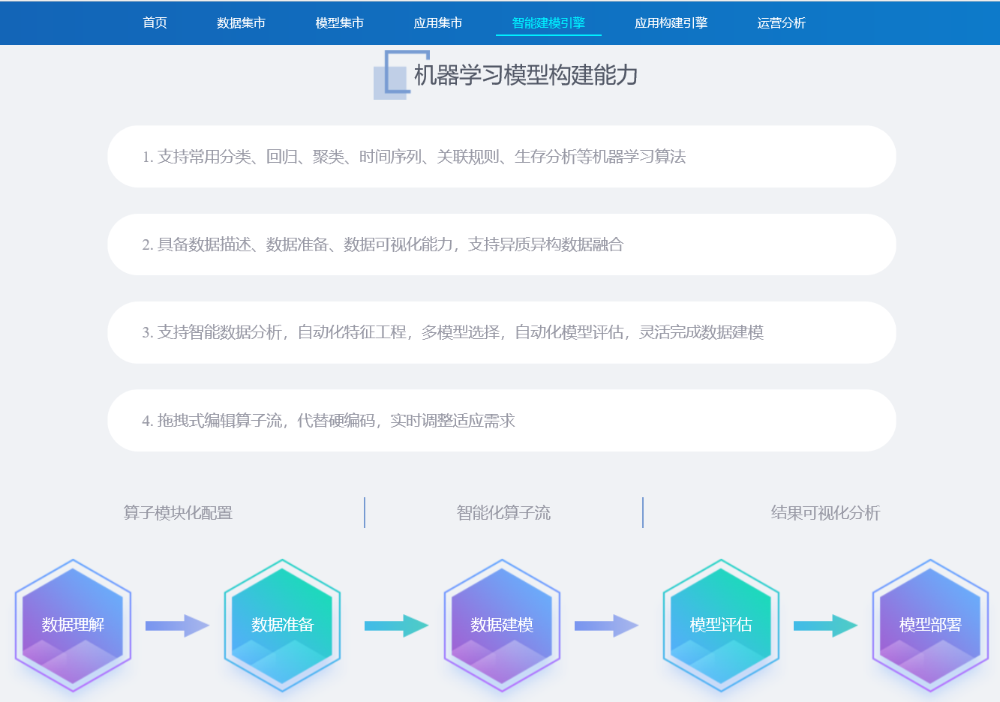 首页 数据集市 模型集市 应用集市 智能建模引擎 应用构建引擎 运营分析
机器学习模型构建能力
1. 支持常用分类、回归、聚类、时间序列、关联规则、生存分析等机器学习算法
2. 具备数据描述、数据准备、数据可视化能力，支持异质异构数据融合
3. 支持智能数据分析，自动化特征工程，多模型选择，自动化模型评估，灵活完成数据建模
4. 拖拽式编辑算子流，代替硬编码，实时调整适应需求
算子模块化配置 智能化算子流 结果可视化分析
数据理解 数据准备 数据建模 模型评估 模型部署